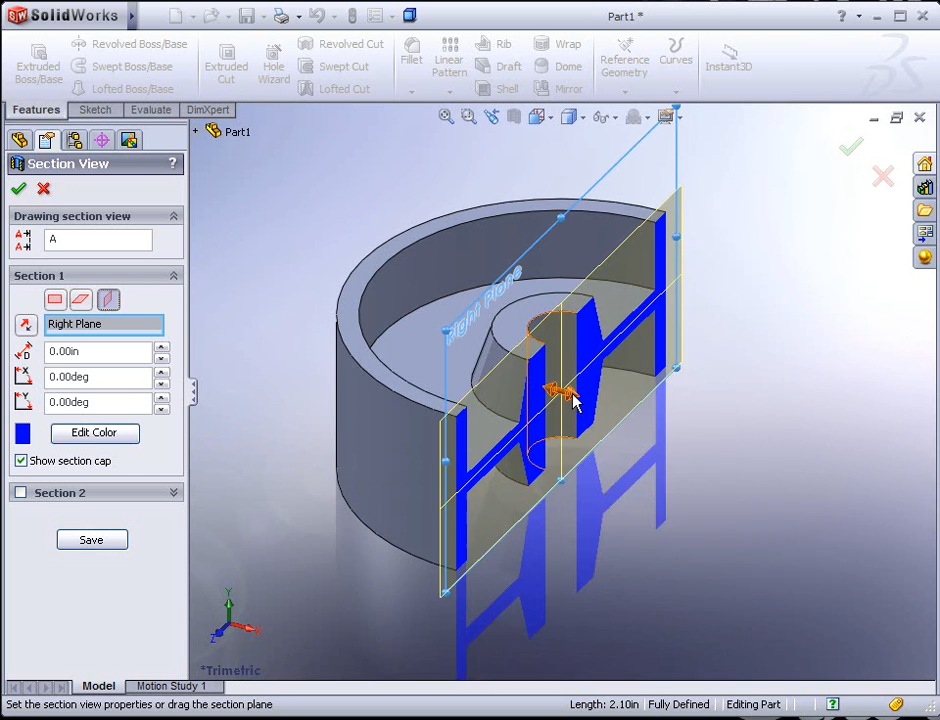 SW SolidWorks
Part1 *
?
Extruded Boss/Base
Revolved Boss/Base
Swept Boss/Base
Lofted Boss/Base
Extruded Cut
Hole Wizard
Revolved Cut
Swept Cut
Lofted Cut
Fillet
Linear Pattern
Rib
Draft
Shell
Wrap
Dome
Mirror
Reference Geometry
Curves
Instant3D
Features
Sketch
Evaluate
DimXpert
+ Part1
Section View
?
Drawing section view
A
Section 1
Right Plane
0.00in
0.00deg
0.00deg
Edit Color
Show section cap
Section 2
Save
Right Plane
Y
X
Z
*Trimetric
Model
Motion Study 1
Set the section view properties or drag the section plane
Length: 2.10in
Fully Defined
Editing Part
?